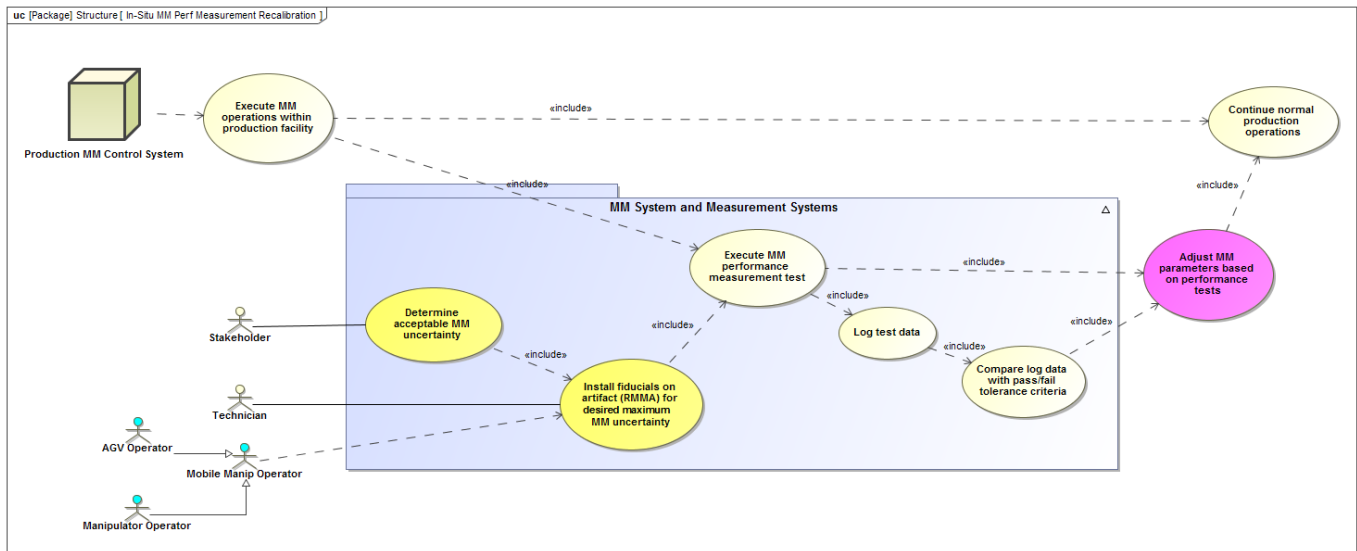 uc [Package] Structure [ In-Situ MM Perf Measurement Recalibration ]
Production MM Control System
Execute MM
operations within
production facility
«include»
Continue normal
production
operations
«include»
«include»
MM System and Measurement Systems
Execute MM
performance
measurement test
«include»
Adjust MM
parameters based
on performance
tests
Stakeholder
Determine
acceptable MM
uncertainty
«include»
«include»
Log test data
«include»
«include»
«include»
Compare log data
with pass/fail
tolerance criteria
Technician
Install fiducials on
artifact (RMMA) for
desired maximum
MM uncertainty
AGV Operator
Mobile Manip Operator
Manipulator Operator